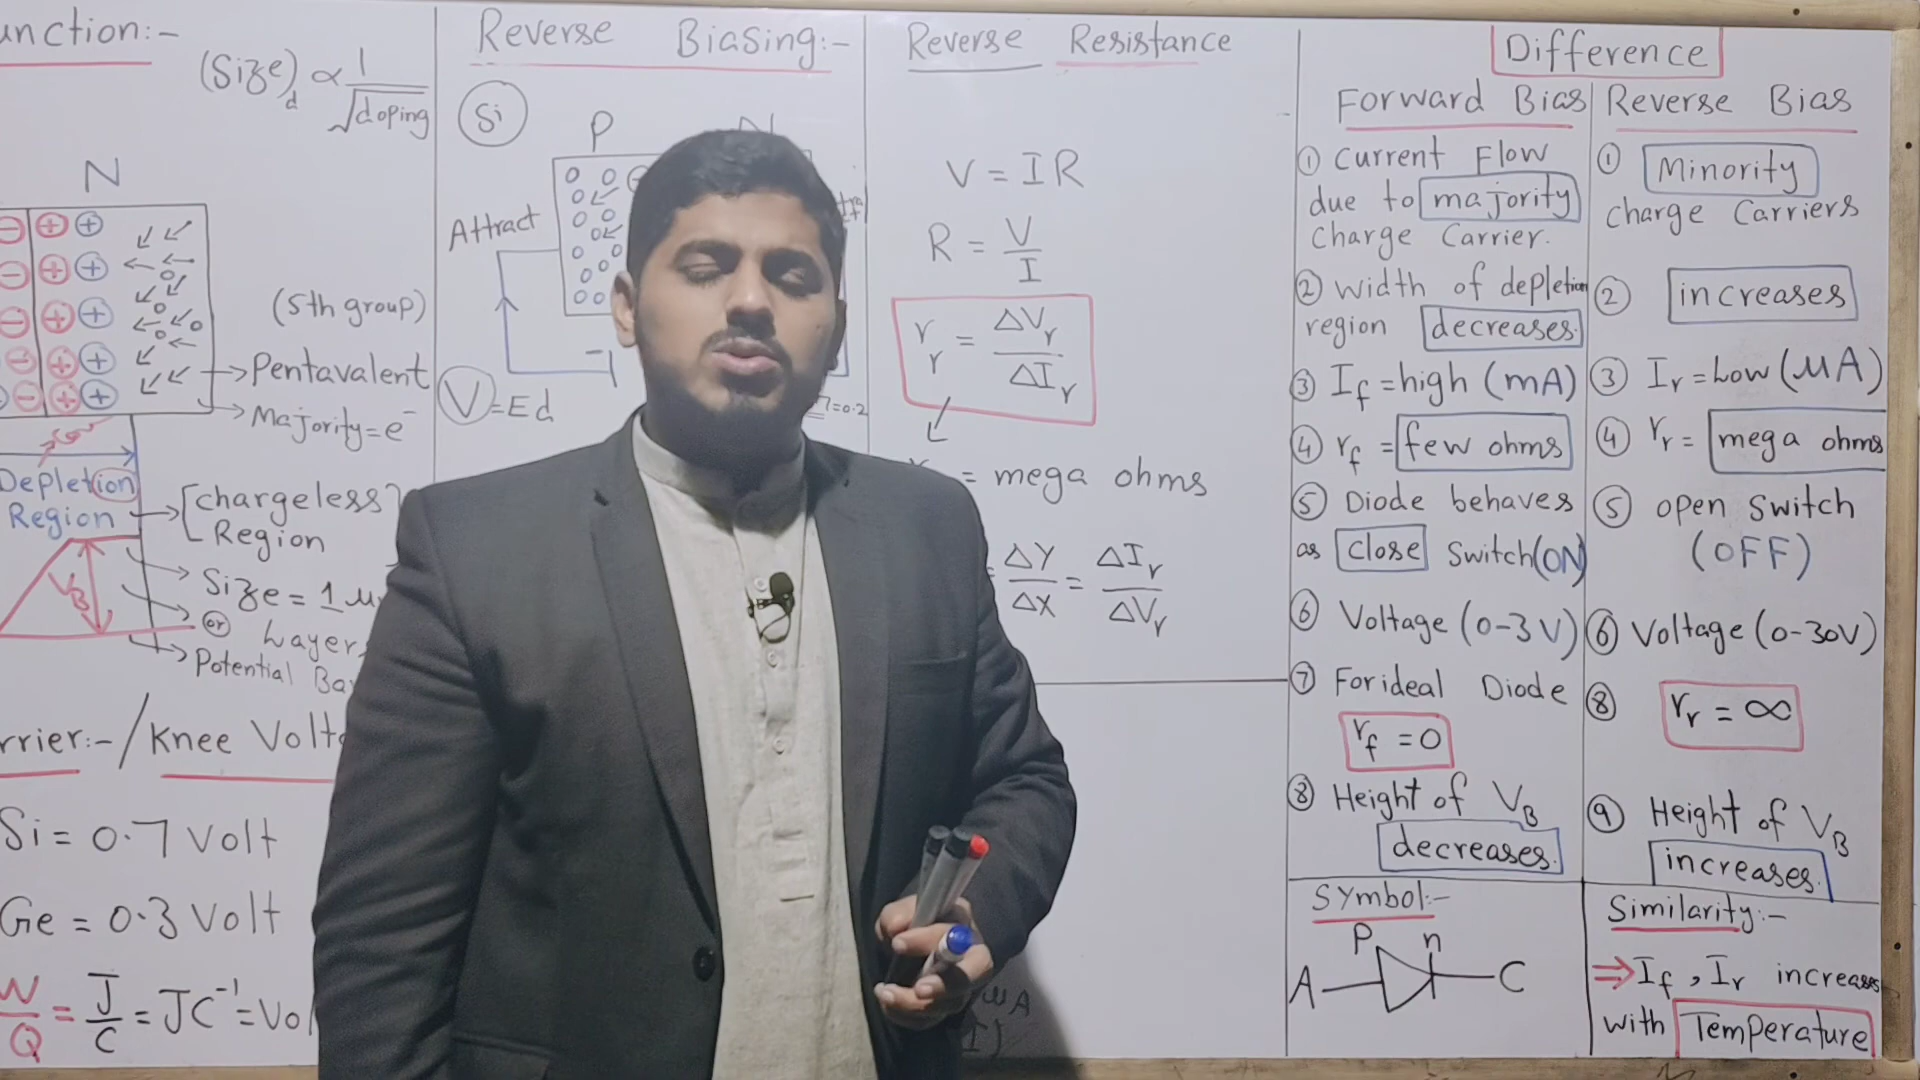 unction:-
(Size)d ∝ 1/√doping
N
(5th group)
Pentavalent
Majority=e⁻
Depletion
Region
[chargeless]
Region
VB
Size = 1
or
Layer
Potential
rrier:-/Knee
Si = 0.7 Volt
Ge = 0.3 Volt
W/Q = J/C = JC⁻¹ =
Reverse Biasing:-
Si
P N
Attract
V=Ed
Reverse Resistance
V = IR
R = V/I
rr = ΔVr/ΔIr
= mega ohms
= ΔY/ΔX = ΔIr/ΔVr
μA
Difference
Forward Bias
① Current Flow
due to majority
Charge Carrier.
② width of depletion
region decreases.
③ If = high (mA)
④ rf = few ohms
⑤ Diode behaves
as close Switch(ON)
⑥ Voltage (0-3V)
⑦ For ideal Diode
rf = 0
⑧ Height of VB
decreases.
Symbol:-
P n
A C
Reverse Bias
① Minority
Charge Carriers
② increases
③ Ir = Low (μA)
④ rr = mega ohms
⑤ open Switch
(OFF)
⑥ Voltage (0-30V)
⑧ rr = ∞
⑨ Height of VB
increases.
Similarity:-
⇒ If, Ir increases
with Temperature